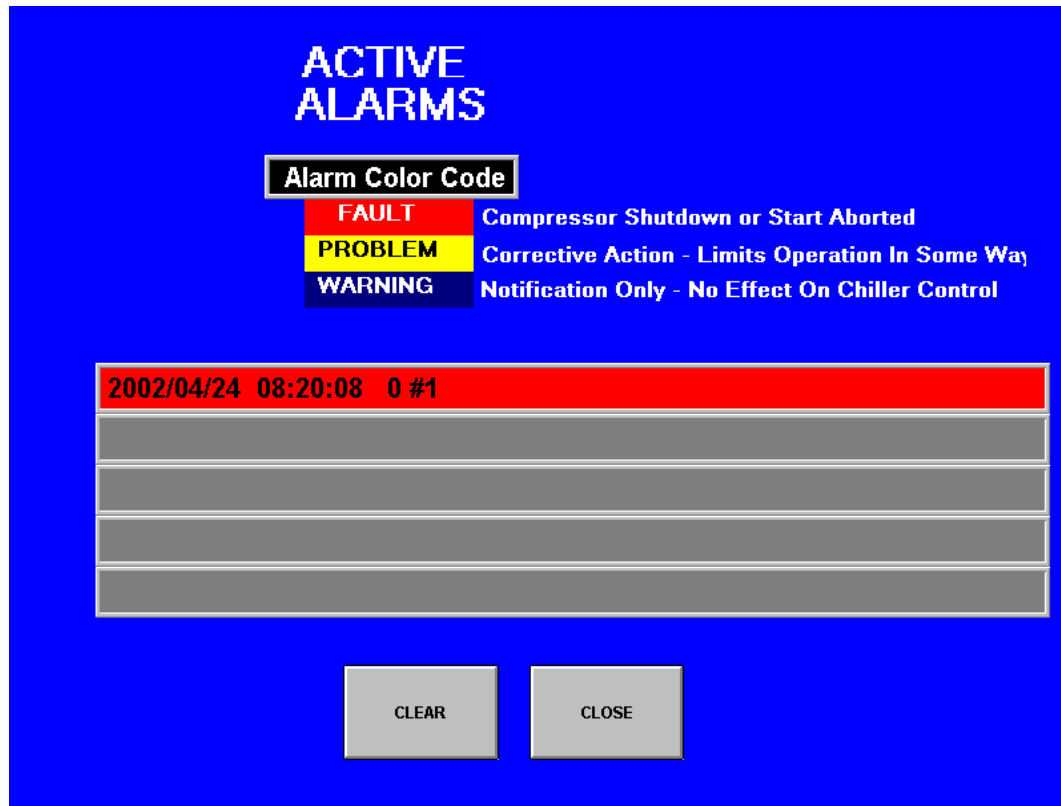 ACTIVE
ALARMS
Alarm Color Code
FAULT Compressor Shutdown or Start Aborted
PROBLEM Corrective Action - Limits Operation In Some Way
WARNING Notification Only - No Effect On Chiller Control
2002/04/24 08:20:08 0 #1
CLEAR CLOSE